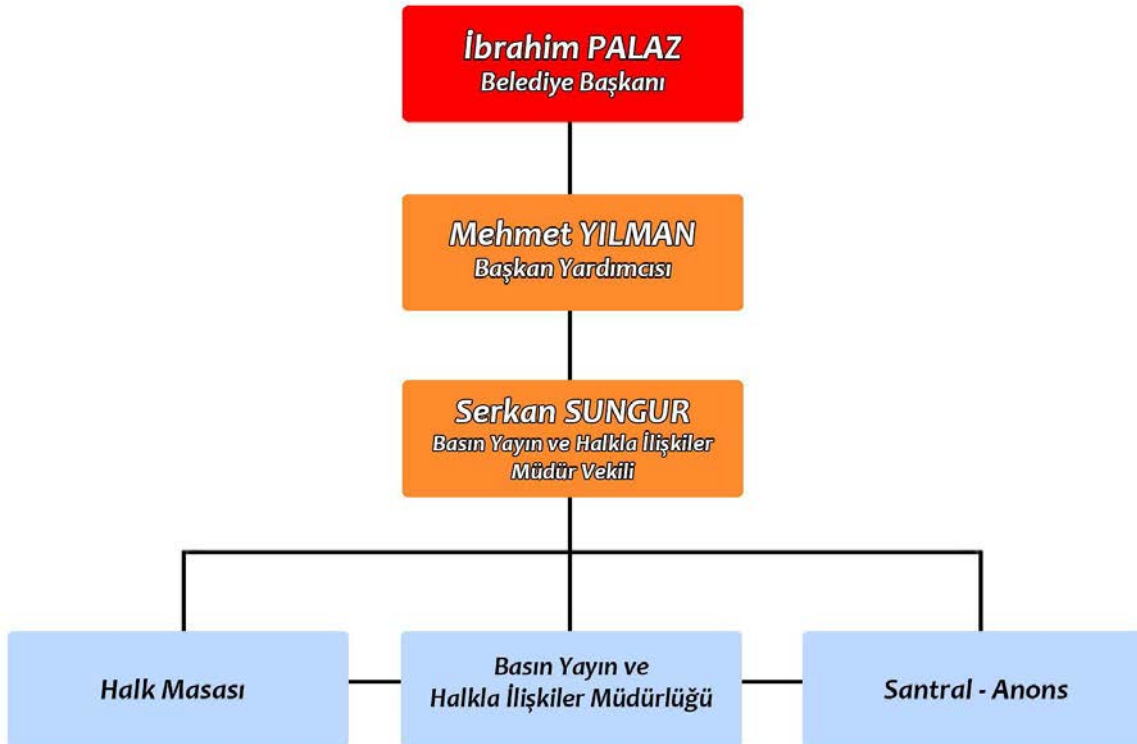 İbrahim PALAZ
Belediye Başkanı
Mehmet YILMAN
Başkan Yardımcısı
Serkan SUNGUR
Basın Yayın ve Halkla İlişkiler
Müdür Vekili
Halk Masası
Basın Yayın ve
Halkla İlişkiler Müdürlüğü
Santral - Anons